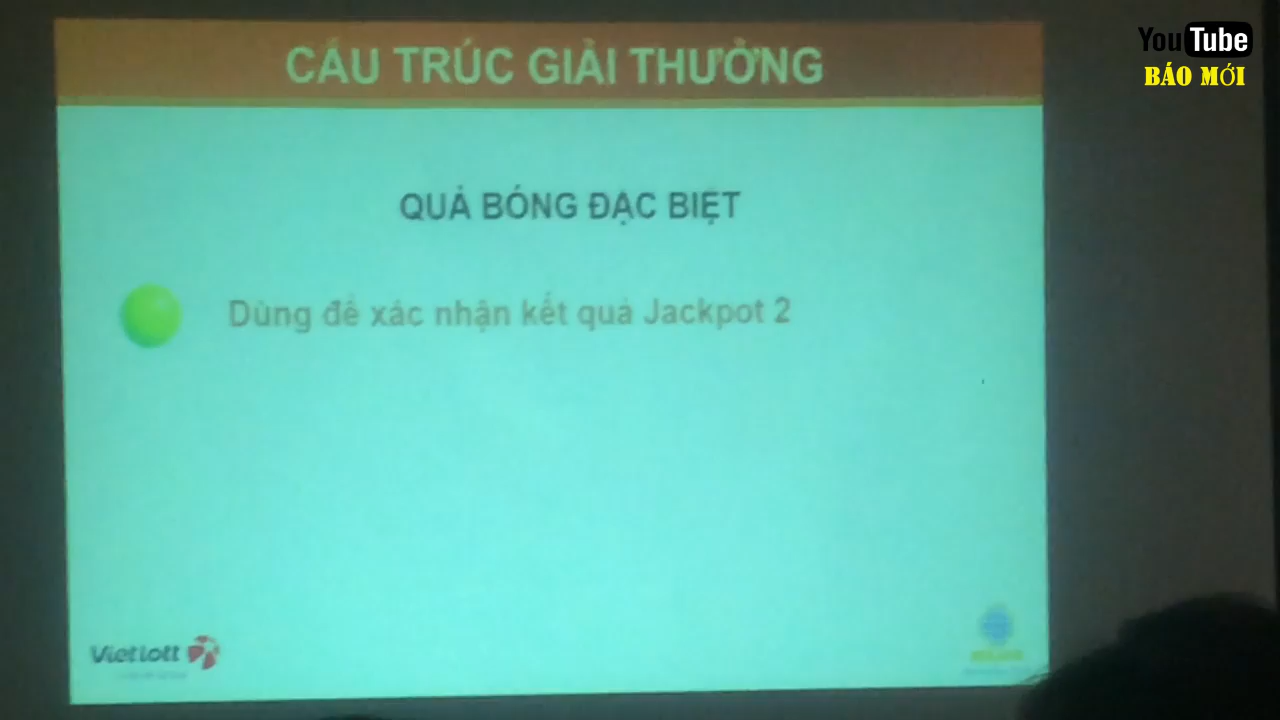 YouTube
BÁO MỚI
CẤU TRÚC GIẢI THƯỞNG
QUẢ BÓNG ĐẶC BIỆT
Dùng để xác nhận kết quả Jackpot 2
Vietlott